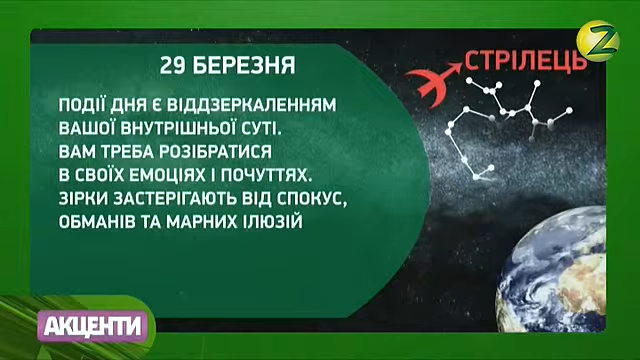 Z
29 БЕРЕЗНЯ
СТРІЛЕЦЬ
ПОДІЇ ДНЯ Є ВІДДЗЕРКАЛЕННЯМ
ВАШОЇ ВНУТРІШНЬОЇ СУТІ.
ВАМ ТРЕБА РОЗІБРАТИСЯ
В СВОЇХ ЕМОЦІЯХ І ПОЧУТТЯХ.
ЗІРКИ ЗАСТЕРІГАЮТЬ ВІД СПОКУС,
ОБМАНІВ ТА МАРНИХ ІЛЮЗІЙ
АКЦЕНТИ